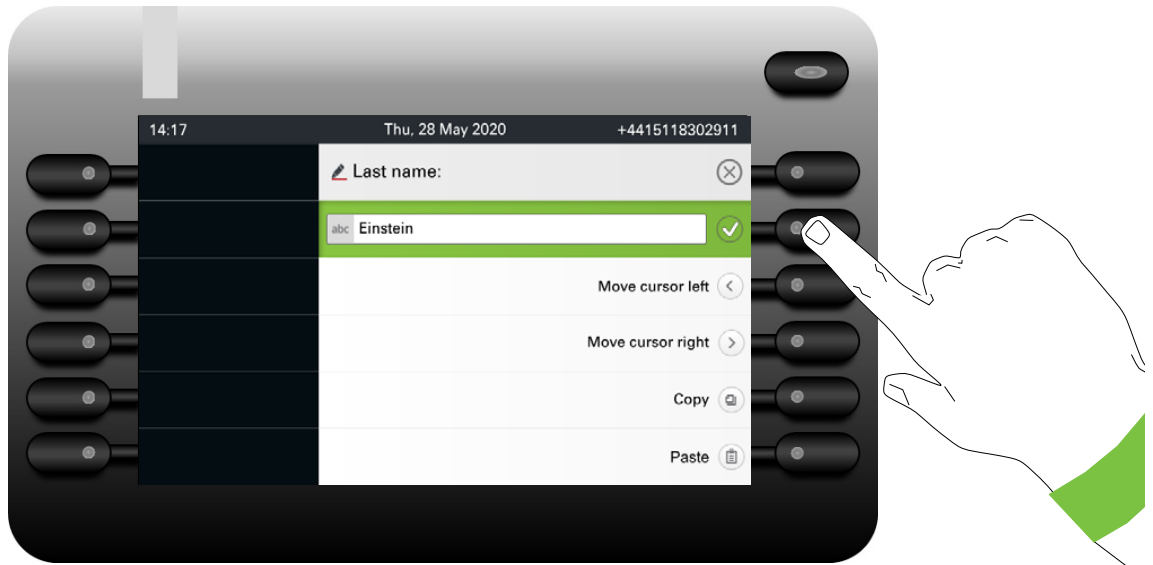 14:17 Thu, 28 May 2020 +4415118302911
Last name:
abc Einstein
Move cursor left
Move cursor right
Copy
Paste